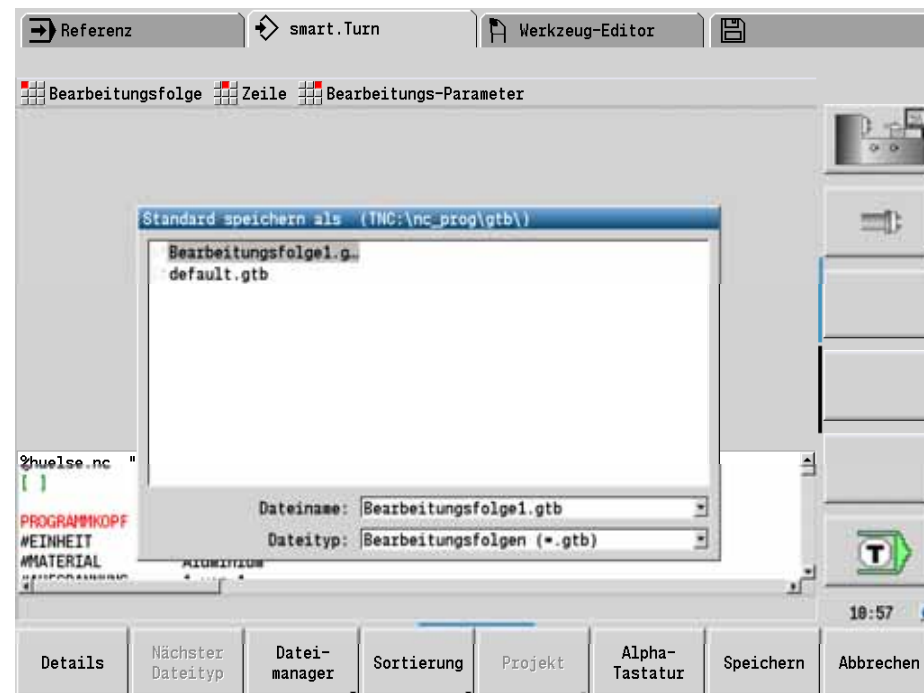 Referenz smart.Turn Werkzeug-Editor
Bearbeitungsfolge Zeile Bearbeitungs-Parameter
Standard speichern als (TNC:\nc_prog\gtb\)
Bearbeitungsfolge1.g…
default.gtb
%huelse.nc "
[ ]
PROGRAMMKOPF
#EINHEIT
#MATERIAL Aluminium
Dateiname: Bearbeitungsfolge1.gtb
Dateityp: Bearbeitungsfolgen (*.gtb)
T
10:57
Details Nächster Dateityp Datei-manager Sortierung Projekt Alpha-Tastatur Speichern Abbrechen